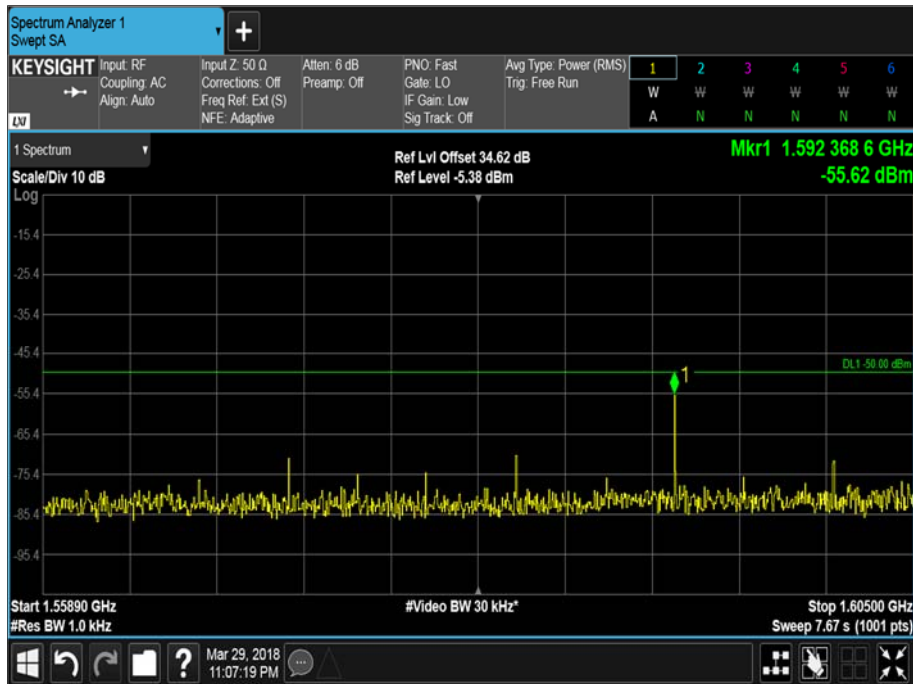 Spectrum Analyzer 1
Swept SA
+
KEYSIGHT
LXI
Input: RF
Coupling: AC
Align: Auto
Input Z: 50 Ω
Corrections: Off
Freq Ref: Ext (S)
NFE: Adaptive
Atten: 6 dB
Preamp: Off
PNO: Fast
Gate: LO
IF Gain: Low
Sig Track: Off
Avg Type: Power (RMS)
Trig: Free Run
1 2 3 4 5 6
W W W W W W
A N N N N N
1 Spectrum
Scale/Div 10 dB
Ref Lvl Offset 34.62 dB
Ref Level -5.38 dBm
Mkr1 1.592 368 6 GHz
-55.62 dBm
Log
-15.4
-25.4
-35.4
-45.4
DL1 -50.00 dBm
1
-55.4
-65.4
-75.4
-85.4
-95.4
Start 1.55890 GHz
#Res BW 1.0 kHz
#Video BW 30 kHz*
Stop 1.60500 GHz
Sweep 7.67 s (1001 pts)
?
Mar 29, 2018
11:07:19 PM